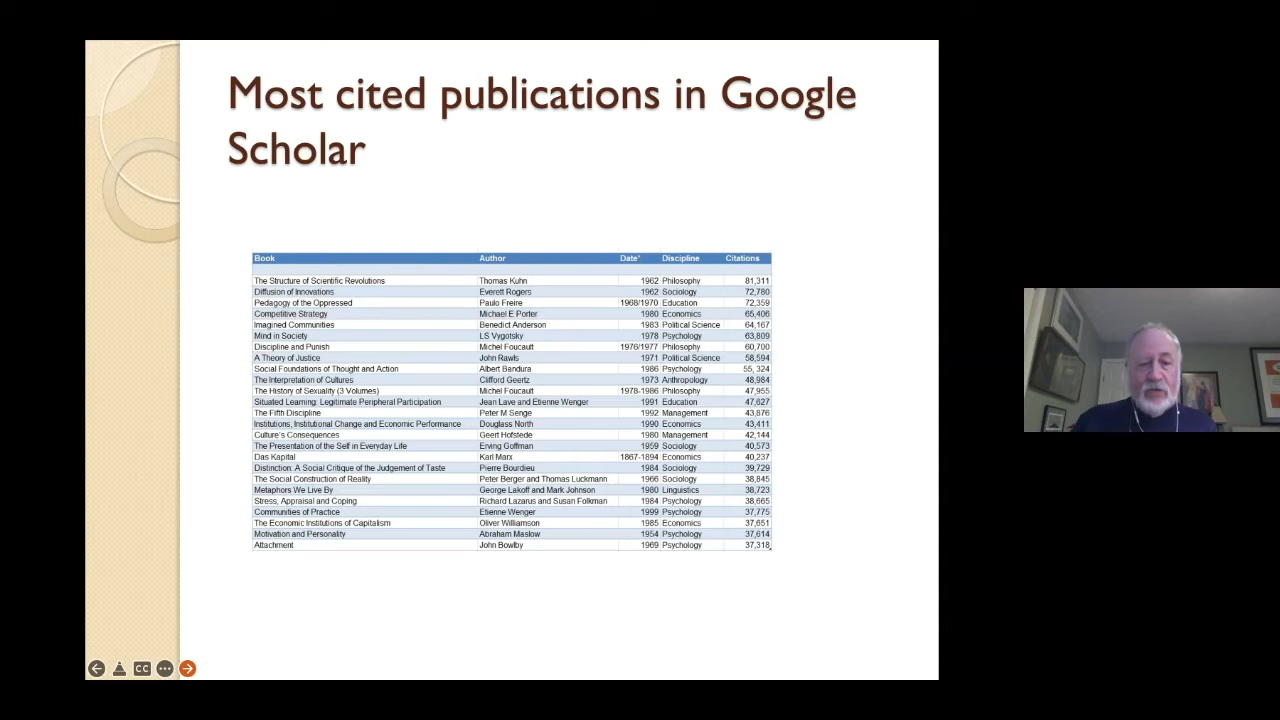 Most cited publications in Google
Scholar
Book Author Date* Discipline Citations
The Structure of Scientific Revolutions Thomas Kuhn 1962 Philosophy 81,311
Diffusion of Innovations Everett Rogers 1962 Sociology 72,780
Pedagogy of the Oppressed Paulo Freire 1968/1970 Education 72,359
Competitive Strategy Michael E Porter 1980 Economics 65,406
Imagined Communities Benedict Anderson 1983 Political Science 64,167
Mind in Society LS Vygotsky 1978 Psychology 63,809
Discipline and Punish Michel Foucault 1976/1977 Philosophy 60,700
A Theory of Justice John Rawls 1971 Political Science 58,594
Social Foundations of Thought and Action Albert Bandura 1986 Psychology 55, 324
The Interpretation of Cultures Clifford Geertz 1973 Anthropology 48,984
The History of Sexuality (3 Volumes) Michel Foucault 1978-1986 Philosophy 47,955
Situated Learning: Legitimate Peripheral Participation Jean Lave and Etienne Wenger 1991 Education 47,627
The Fifth Discipline Peter M Senge 1992 Management 43,876
Institutions, Institutional Change and Economic Performance Douglass North 1990 Economics 43,411
Culture's Consequences Geert Hofstede 1980 Management 42,144
The Presentation of the Self in Everyday Life Erving Goffman 1959 Sociology 40,573
Das Kapital Karl Marx 1867-1894 Economics 40,237
Distinction: A Social Critique of the Judgement of Taste Pierre Bourdieu 1984 Sociology 39,729
The Social Construction of Reality Peter Berger and Thomas Luckmann 1966 Sociology 38,845
Metaphors We Live By George Lakoff and Mark Johnson 1980 Linguistics 38,723
Stress, Appraisal and Coping Richard Lazarus and Susan Folkman 1984 Psychology 38,665
Communities of Practice Etienne Wenger 1999 Psychology 37,775
The Economic Institutions of Capitalism Oliver Williamson 1985 Economics 37,651
Motivation and Personality Abraham Maslow 1954 Psychology 37,614
Attachment John Bowlby 1969 Psychology 37,318
CC